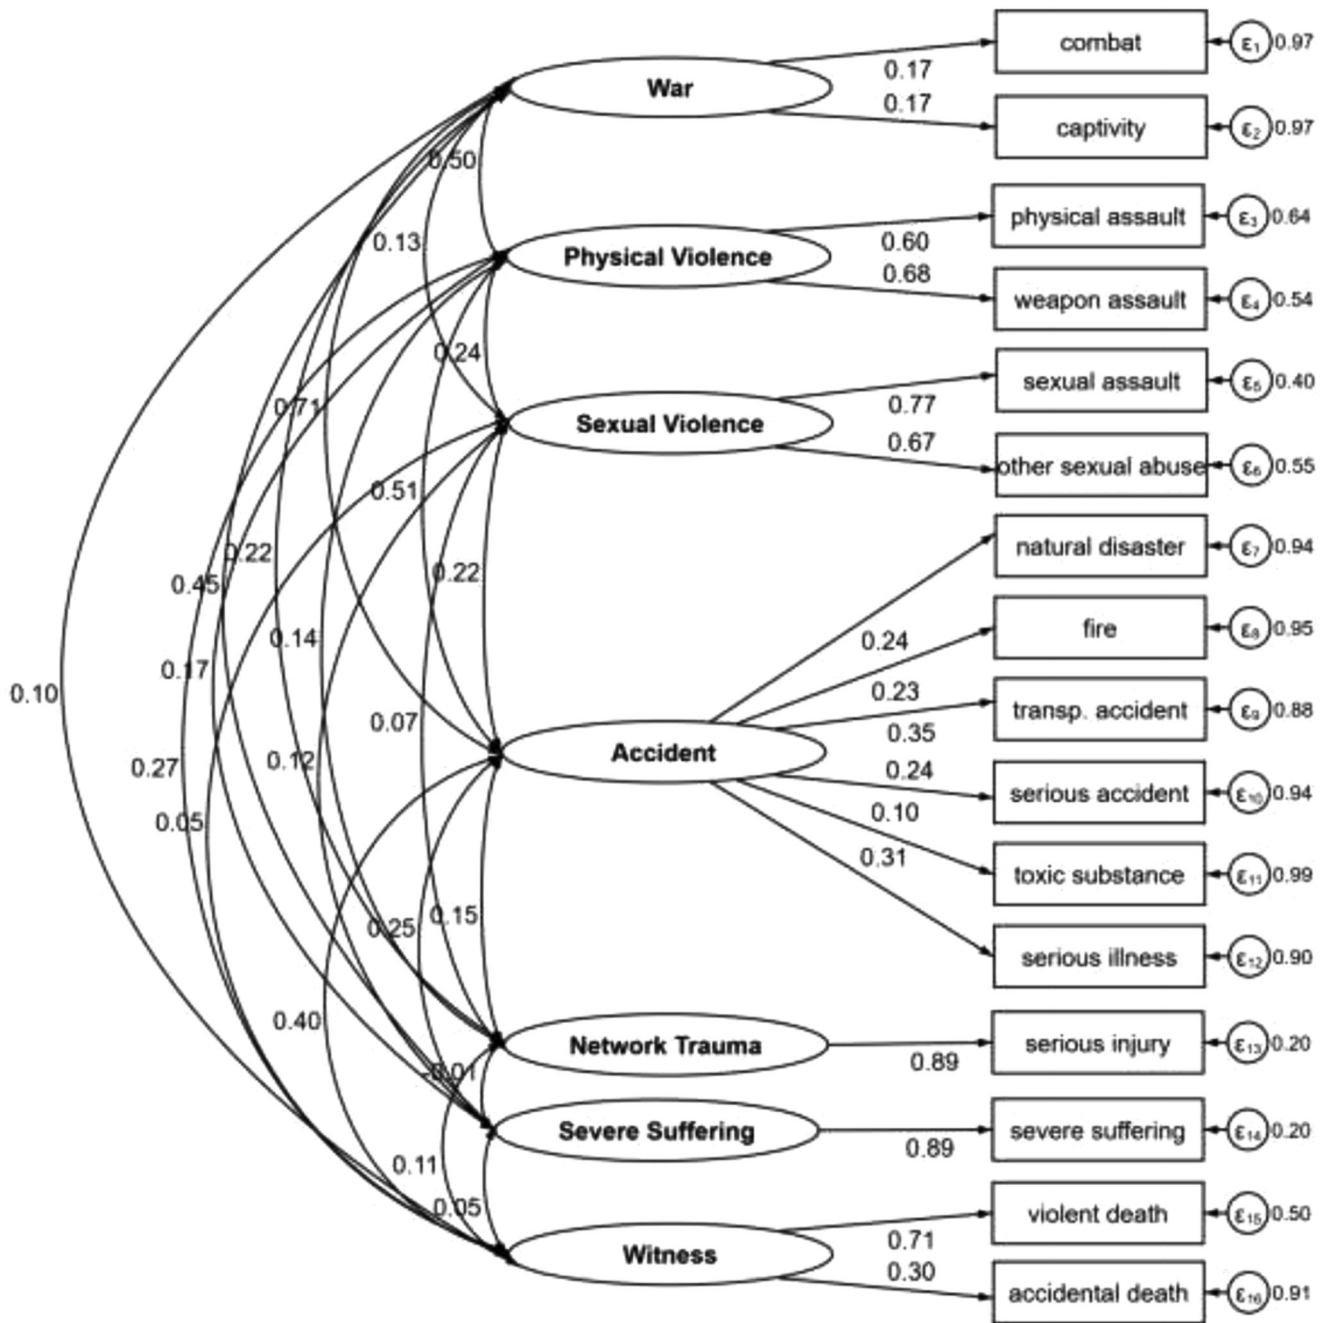 combat
ε1 0.97
0.17
War
0.17
captivity
ε2 0.97
0.50
physical assault
ε3 0.64
0.13
0.60
Physical Violence
0.68
weapon assault
ε4 0.54
0.24
sexual assault
ε5 0.40
0.71
0.77
Sexual Violence
0.67
other sexual abuse
ε6 0.55
0.51
natural disaster
ε7 0.94
0.22
0.22
0.45
fire
ε8 0.95
0.14
0.24
0.17
0.10
0.23
transp. accident
ε9 0.88
0.07
0.35
Accident
0.12
0.27
0.24
serious accident
ε10 0.94
0.05
0.10
0.31
toxic substance
ε11 0.99
0.15
0.25
serious illness
ε12 0.90
0.40
Network Trauma
serious injury
ε13 0.20
0.89
-0.01
Severe Suffering
severe suffering
ε14 0.20
0.89
0.11
0.05
violent death
ε15 0.50
0.71
Witness
0.30
accidental death
ε16 0.91